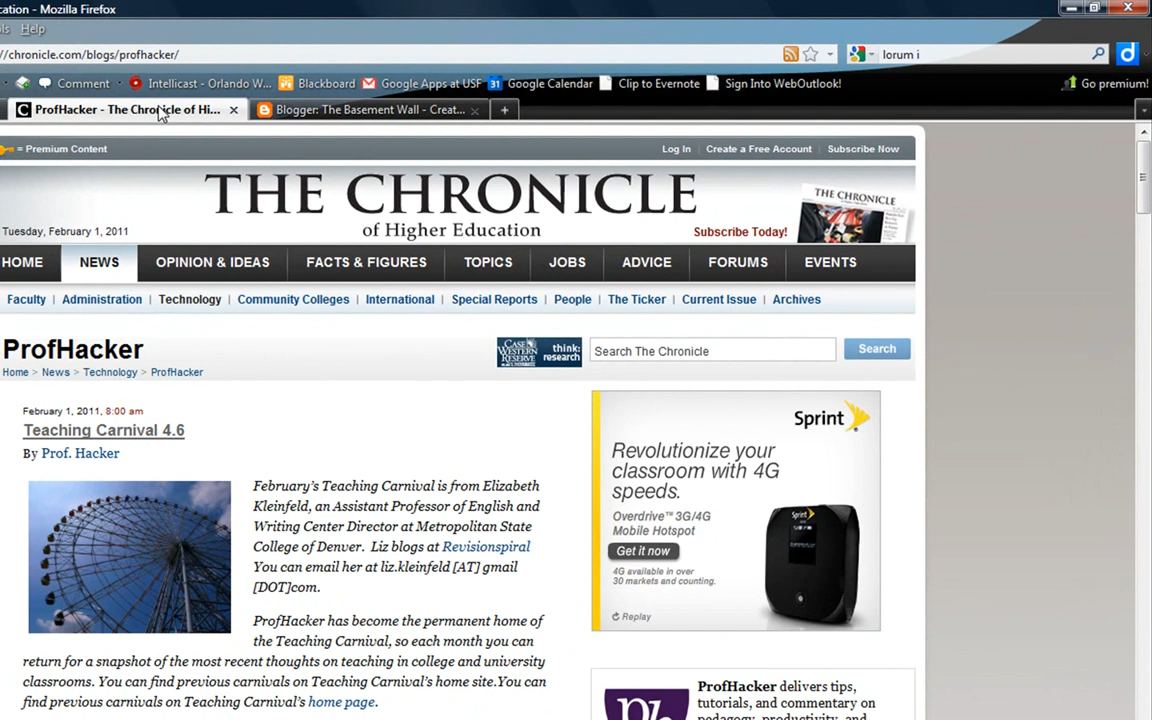 cation - Mozilla Firefox
ls Help
//chronicle.com/blogs/profhacker/
lorum i
Comment Intellicast - Orlando W... Blackboard Google Apps at USF 31 Google Calendar Clip to Evernote Sign Into WebOutlook! Go premium!
ProfHacker - The Chronicle of Hi... Blogger: The Basement Wall - Creat...
= Premium Content
Log In | Create a Free Account | Subscribe Now
THE CHRONICLE
of Higher Education
THE CHRONICLE
Tuesday, February 1, 2011
Subscribe Today!
HOME NEWS OPINION & IDEAS FACTS & FIGURES TOPICS JOBS ADVICE FORUMS EVENTS
Faculty | Administration | Technology | Community Colleges | International | Special Reports | People | The Ticker | Current Issue | Archives
ProfHacker
CASE WESTERN RESERVE think: research
Search The Chronicle
Search
Home > News > Technology > ProfHacker
February 1, 2011, 8:00 am
Teaching Carnival 4.6
By Prof. Hacker
February's Teaching Carnival is from Elizabeth
Kleinfeld, an Assistant Professor of English and
Writing Center Director at Metropolitan State
College of Denver. Liz blogs at Revisionspiral
You can email her at liz.kleinfeld [AT] gmail
[DOT]com.
ProfHacker has become the permanent home of
the Teaching Carnival, so each month you can
return for a snapshot of the most recent thoughts on teaching in college and university
classrooms. You can find previous carnivals on Teaching Carnival's home site.You can
find previous carnivals on Teaching Carnival's home page.
Sprint
Revolutionize your
classroom with 4G
speeds.
Overdrive™ 3G/4G
Mobile Hotspot
Get it now
4G available in over
30 markets and counting.
Replay
Sprint
ph
ProfHacker delivers tips,
tutorials, and commentary on
pedagogy, productivity, and